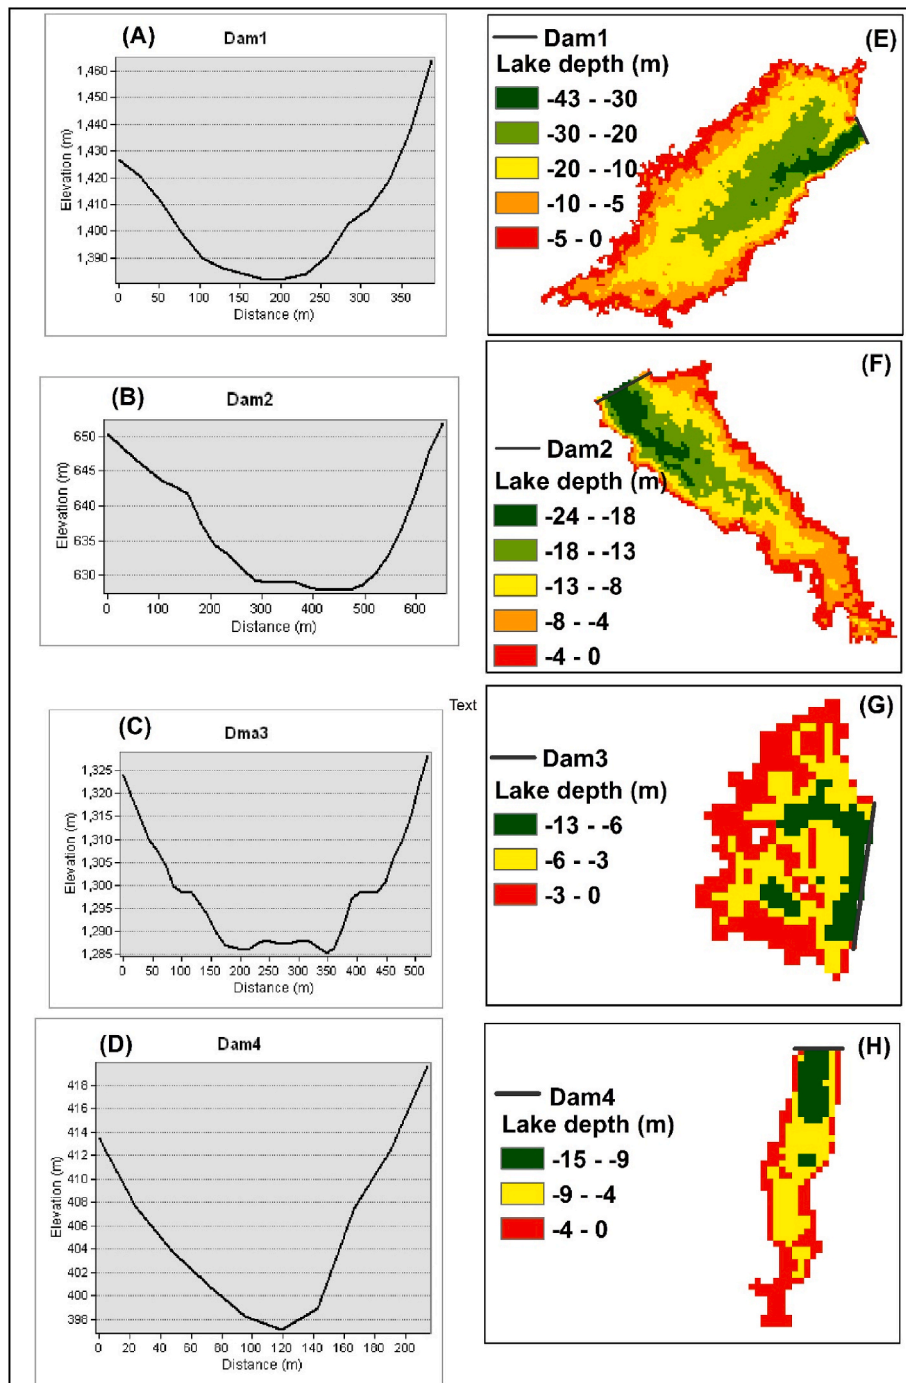 (A)
Dam1
1,460
1,450
1,440
1,430
1,420
1,410
1,400
1,390
Elevation (m)
0 50 100 150 200 250 300 350
Distance (m)
(E)
Dam1
Lake depth (m)
-43 - -30
-30 - -20
-20 - -10
-10 - -5
-5 - 0
(B)
Dam2
650
645
640
635
630
Elevation (m)
0 100 200 300 400 500 600
Distance (m)
(F)
Dam2
Lake depth (m)
-24 - -18
-18 - -13
-13 - -8
-8 - -4
-4 - 0
Text
(C)
Dma3
1,325
1,320
1,315
1,310
1,305
1,300
1,295
1,290
1,285
Elevation (m)
0 50 100 150 200 250 300 350 400 450 500
Distance (m)
(G)
Dam3
Lake depth (m)
-13 - -6
-6 - -3
-3 - 0
(D)
Dam4
418
416
414
412
410
408
406
404
402
400
398
Elevation (m)
0 20 40 60 80 100 120 140 160 180 200
Distance (m)
(H)
Dam4
Lake depth (m)
-15 - -9
-9 - -4
-4 - 0